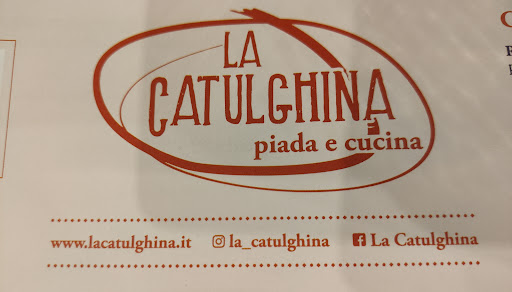 LA
CATULGHINA
piada e cucina
www.lacatulghina.it la_catulghina La Catulghina